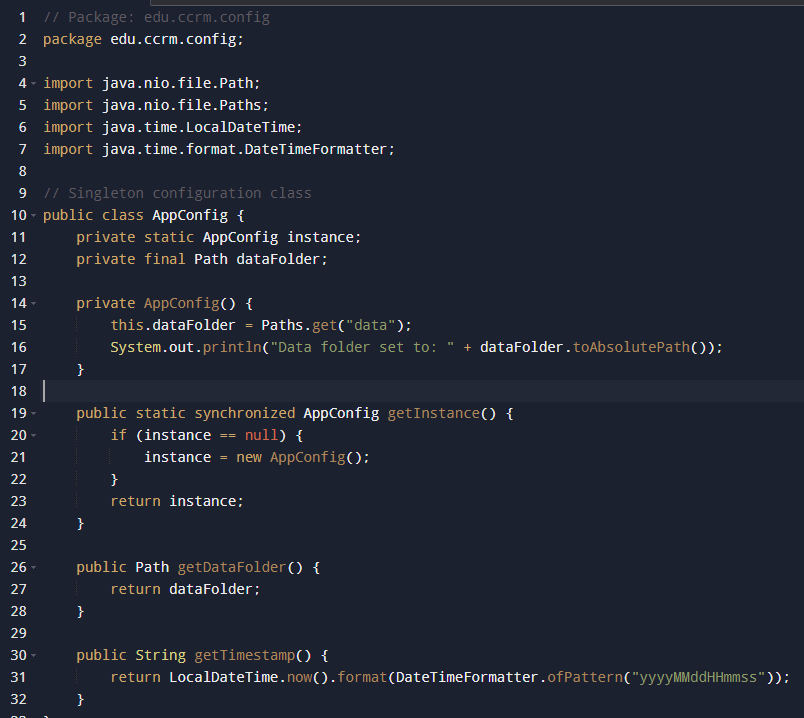 1 // Package: edu.ccrm.config
2 package edu.ccrm.config;
3
4 import java.nio.file.Path;
5 import java.nio.file.Paths;
6 import java.time.LocalDateTime;
7 import java.time.format.DateTimeFormatter;
8
9 // Singleton configuration class
10 public class AppConfig {
11     private static AppConfig instance;
12     private final Path dataFolder;
13
14     private AppConfig() {
15         this.dataFolder = Paths.get("data");
16         System.out.println("Data folder set to: " + dataFolder.toAbsolutePath());
17     }
18
19     public static synchronized AppConfig getInstance() {
20         if (instance == null) {
21             instance = new AppConfig();
22         }
23         return instance;
24     }
25
26     public Path getDataFolder() {
27         return dataFolder;
28     }
29
30     public String getTimestamp() {
31         return LocalDateTime.now().format(DateTimeFormatter.ofPattern("yyyyMMddHHmmss"));
32     }